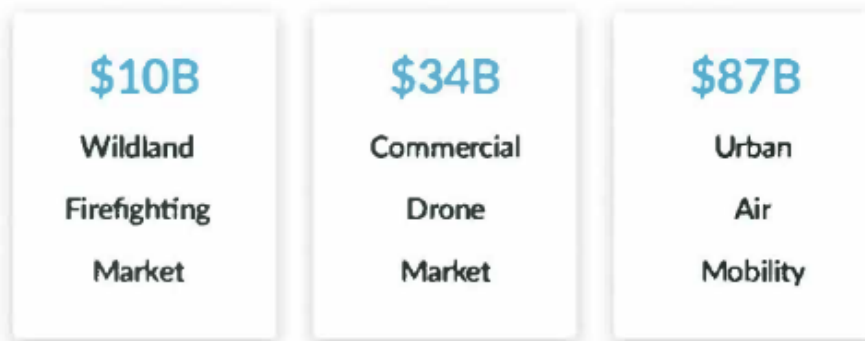 $10B
Wildland
Firefighting
Market
$34B
Commercial
Drone
Market
$87B
Urban
Air
Mobility